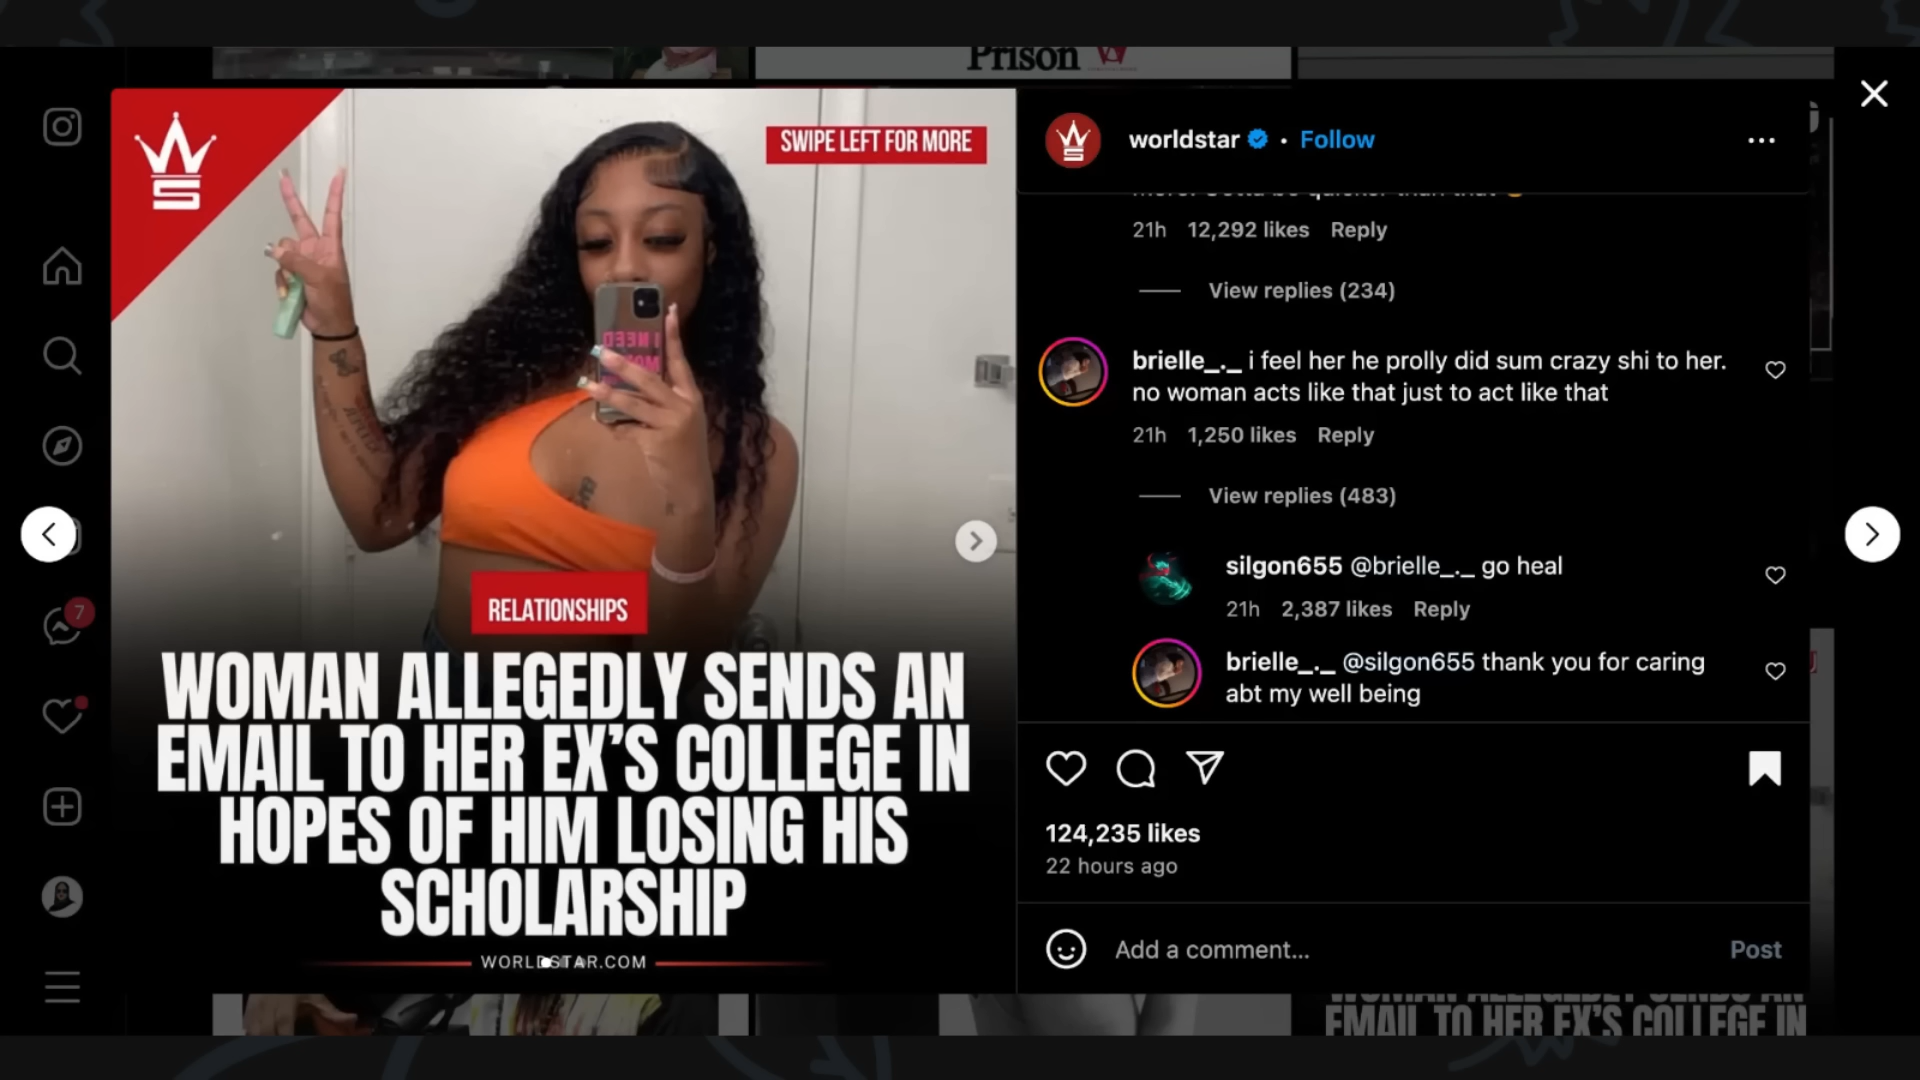 Prison
SWIPE LEFT FOR MORE
RELATIONSHIPS
WOMAN ALLEGEDLY SENDS AN
EMAIL TO HER EX'S COLLEGE IN
HOPES OF HIM LOSING HIS
SCHOLARSHIP
WORLDSTAR.COM
7
worldstar • Follow
21h 12,292 likes Reply
View replies (234)
brielle_._ i feel her he prolly did sum crazy shi to her.
no woman acts like that just to act like that
21h 1,250 likes Reply
View replies (483)
silgon655 @brielle_._ go heal
21h 2,387 likes Reply
brielle_._ @silgon655 thank you for caring
abt my well being
124,235 likes
22 hours ago
Add a comment...
Post
WOMAN ALLEGEDLY SENDS AN
EMAIL TO HER EX'S COLLEGE IN